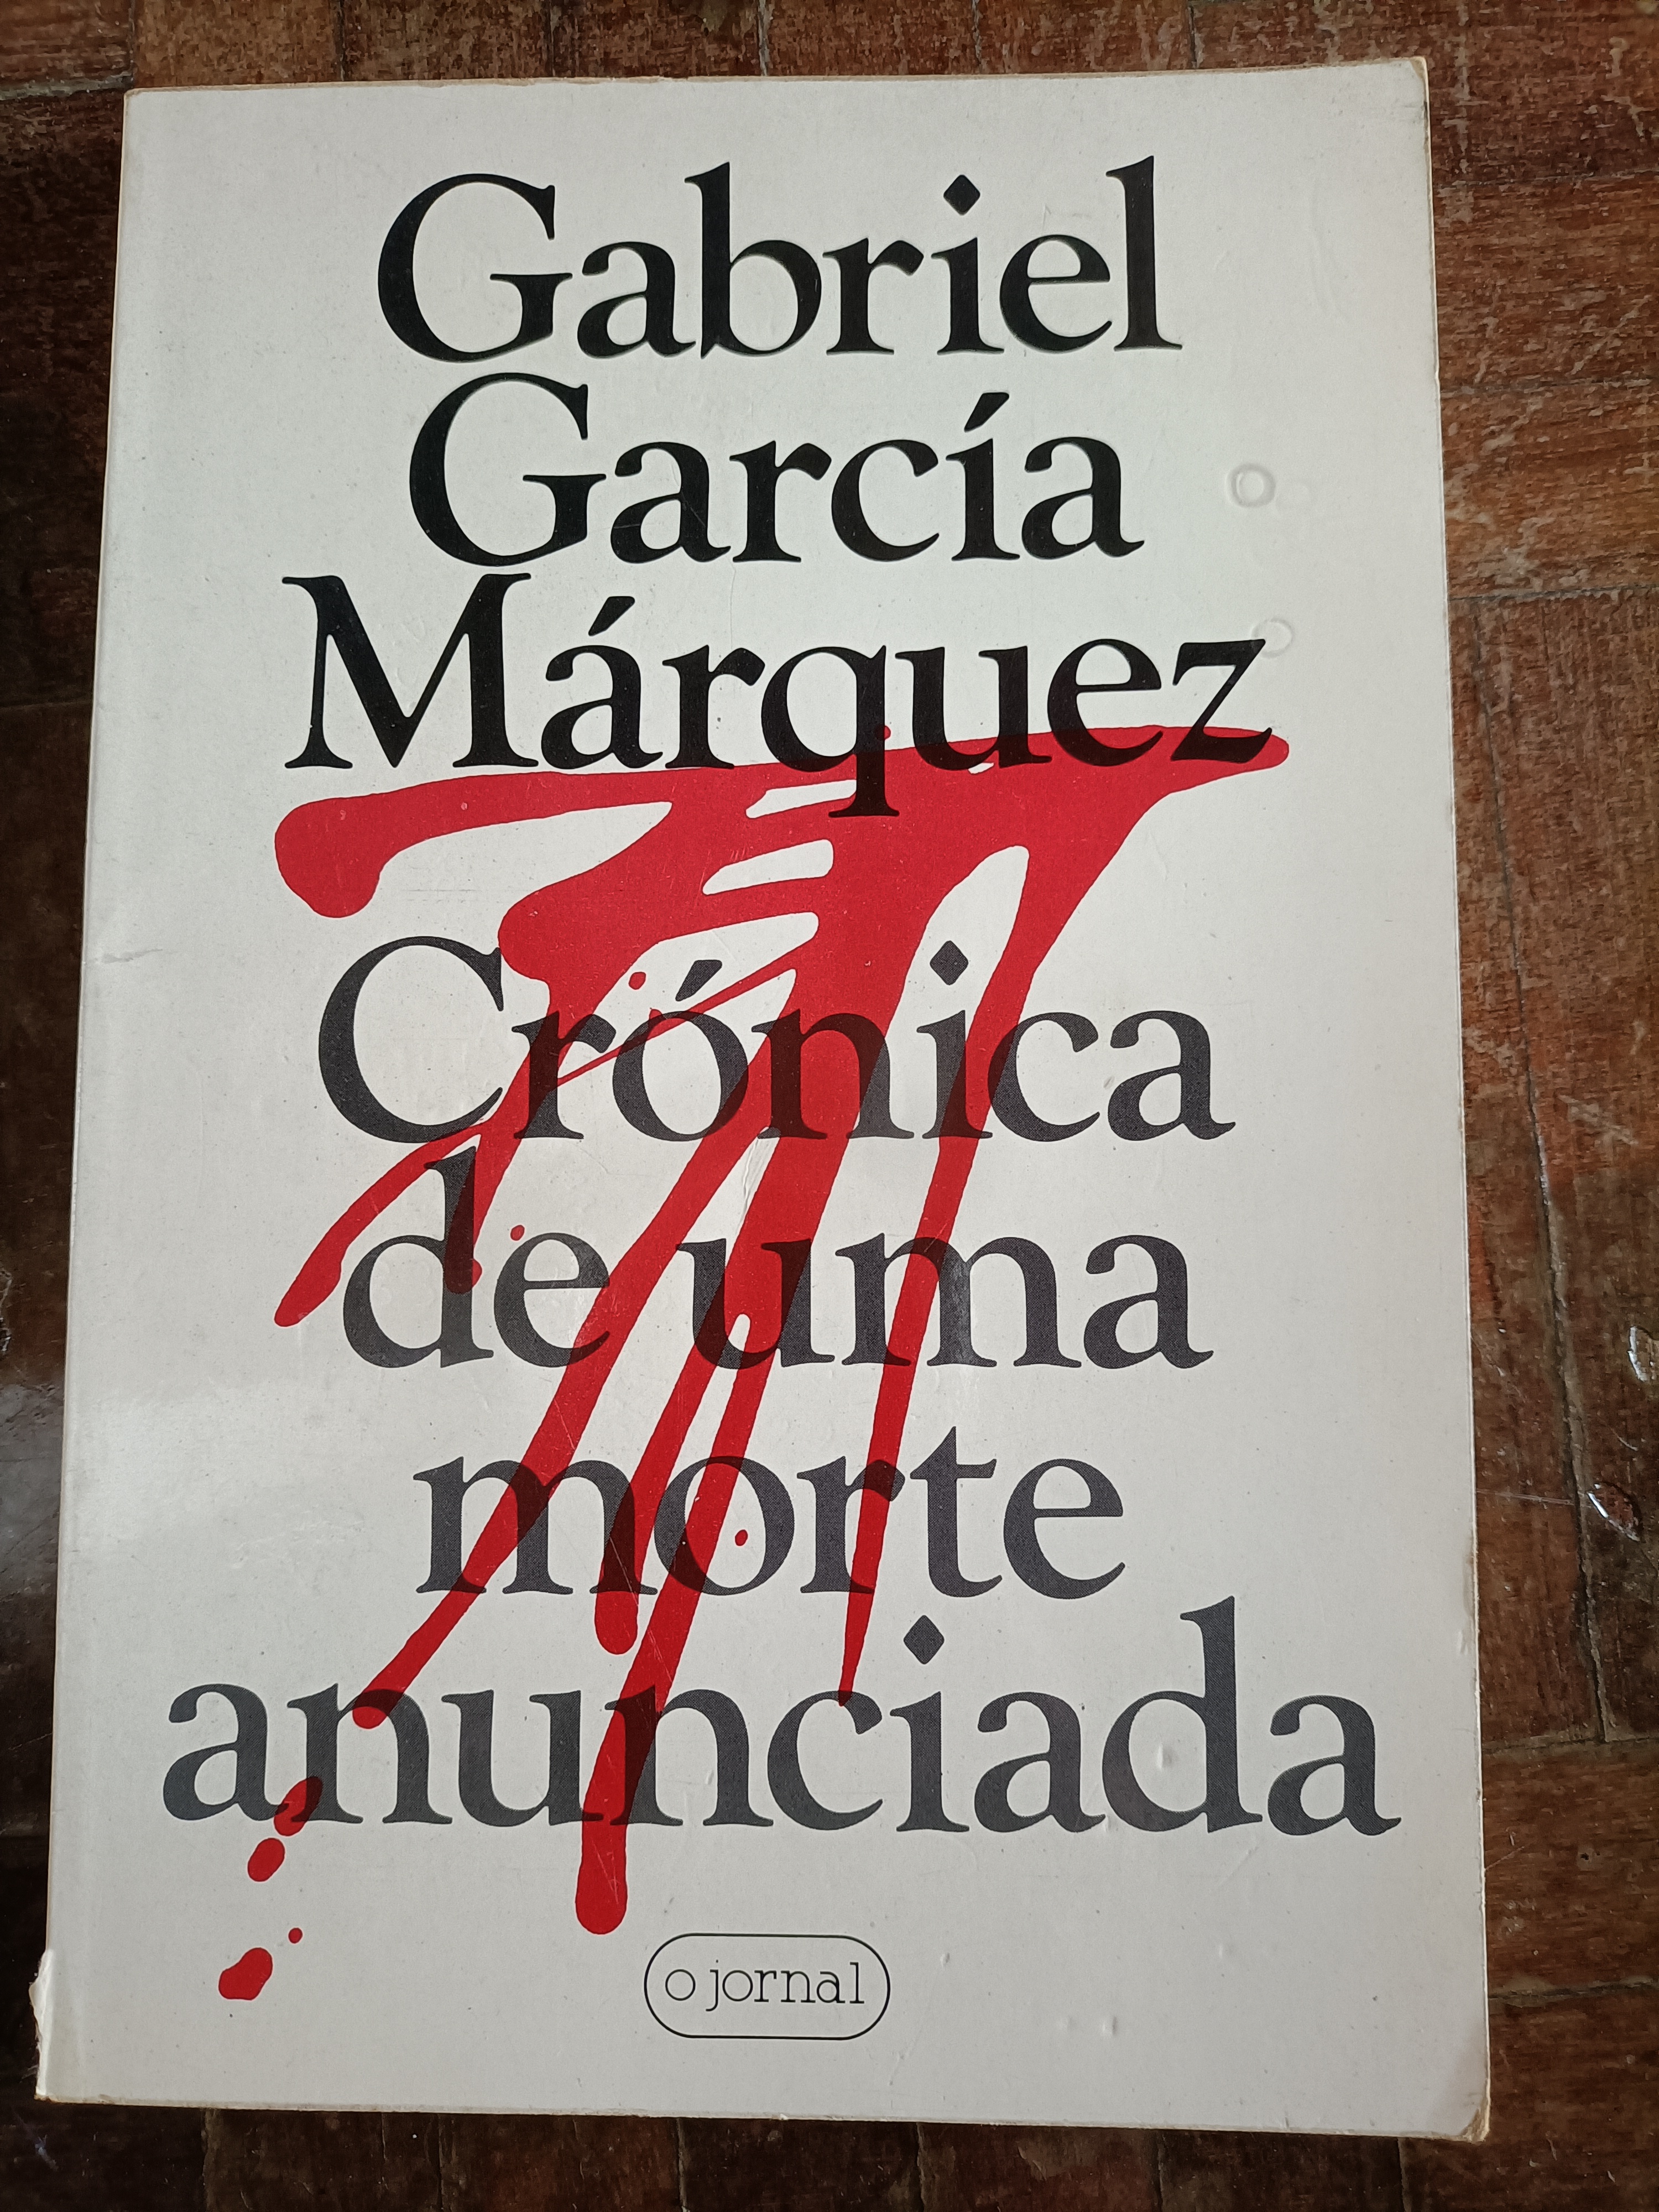 Gabriel
García
Márquez
Crónica
de uma
morte
anunciada
o jornal